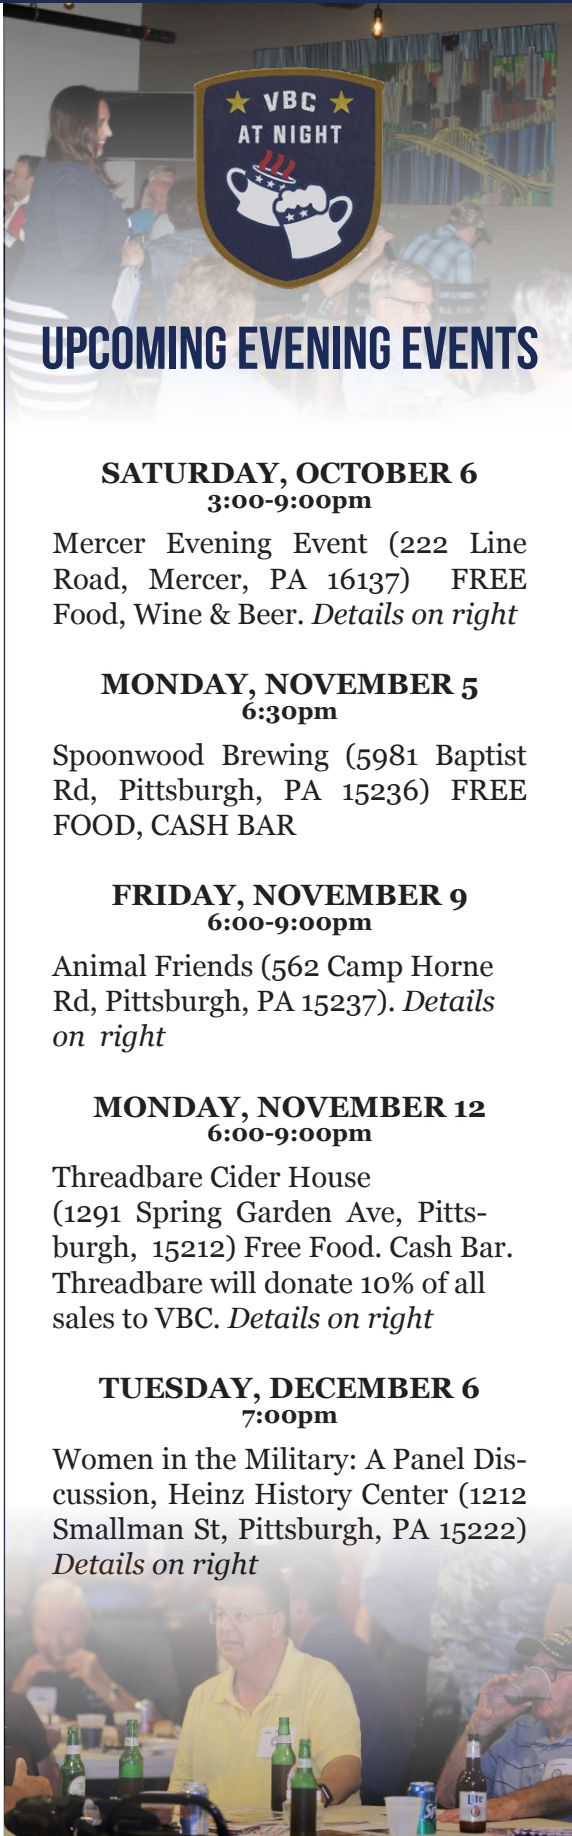 VBC
AT NIGHT
UPCOMING EVENING EVENTS
SATURDAY, OCTOBER 6
3:00-9:00pm
Mercer Evening Event (222 Line
Road, Mercer, PA 16137) FREE
Food, Wine & Beer. Details on right
MONDAY, NOVEMBER 5
6:30pm
Spoonwood Brewing (5981 Baptist
Rd, Pittsburgh, PA 15236) FREE
FOOD, CASH BAR
FRIDAY, NOVEMBER 9
6:00-9:00pm
Animal Friends (562 Camp Horne
Rd, Pittsburgh, PA 15237). Details
on right
MONDAY, NOVEMBER 12
6:00-9:00pm
Threadbare Cider House
(1291 Spring Garden Ave, Pitts-
burgh, 15212) Free Food. Cash Bar.
Threadbare will donate 10% of all
sales to VBC. Details on right
TUESDAY, DECEMBER 6
7:00pm
Women in the Military: A Panel Dis-
cussion, Heinz History Center (1212
Smallman St, Pittsburgh, PA 15222)
Details on right
Lite